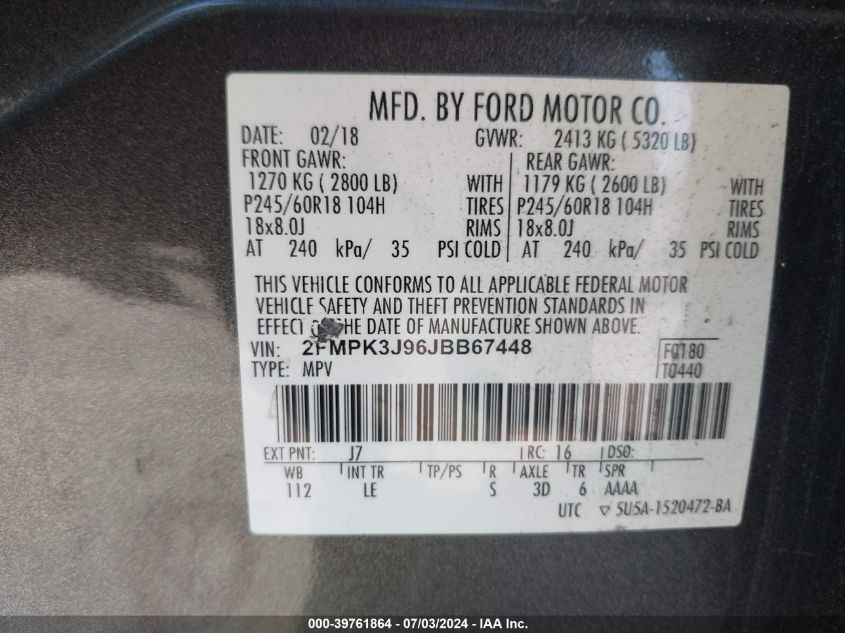 MFD. BY FORD MOTOR CO.
DATE: 02/18 GVWR: 2413 KG ( 5320 LB)
FRONT GAWR: REAR GAWR:
1270 KG ( 2800 LB) WITH 1179 KG ( 2600 LB) WITH
P245/60R18 104H TIRES P245/60R18 104H TIRES
18x8.0J RIMS 18x8.0J RIMS
AT 240 kPa/ 35 PSI COLD AT 240 kPa/ 35 PSI COLD
THIS VEHICLE CONFORMS TO ALL APPLICABLE FEDERAL MOTOR
VEHICLE SAFETY AND THEFT PREVENTION STANDARDS IN
EFFECT THE DATE OF MANUFACTURE SHOWN ABOVE.
VIN: 2FMPK3J96JBB67448 F0180
TYPE: MPV T0440
EXT PNT: J7 RC: 16 DSO:
WB INT TR TP/PS R AXLE TR SPR
112 LE S 3D 6 AAAA
UTC ▽ 5U5A-1520472-BA
000-39761864 / 07/03/2024 - IAA Inc.